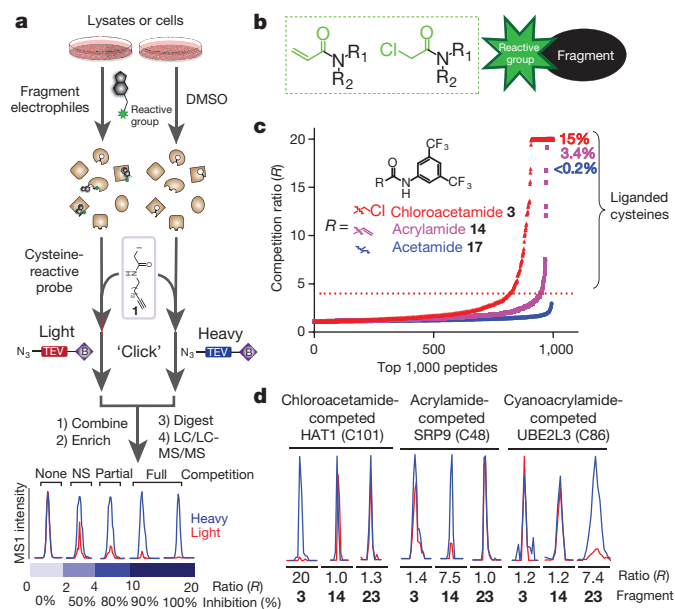 a
Lysates or cells
Fragment
electrophiles
Reactive
group
DMSO
Cysteine-
reactive
probe
I
O
HN
1
Light
'Click'
Heavy
N3 TEV B
N3 TEV B
1) Combine
2) Enrich
3) Digest
4) LC/LC-
MS/MS
None NS Partial Full Competition
MS1 intensity
Heavy
Light
0 2 4 10 20 Ratio (R)
0% 50% 80% 90% 100% Inhibition (%)
b
O
N R1
R2
Cl O
N R1
R2
Reactive
group
Fragment
c
Competition ratio (R)
20
15
10
5
0
0 500 1,000
Top 1,000 peptides
CF3
O
R N
H
CF3
R =
Cl Chloroacetamide 3
Acrylamide 14
Acetamide 17
15%
3.4%
<0.2%
Liganded
cysteines
d
Chloroacetamide-
competed
HAT1 (C101)
Acrylamide-
competed
SRP9 (C48)
Cyanoacrylamide-
competed
UBE2L3 (C86)
20 1.0 1.3 1.4 7.5 1.0 1.2 1.2 7.4 Ratio (R)
3 14 23 3 14 23 3 14 23 Fragment